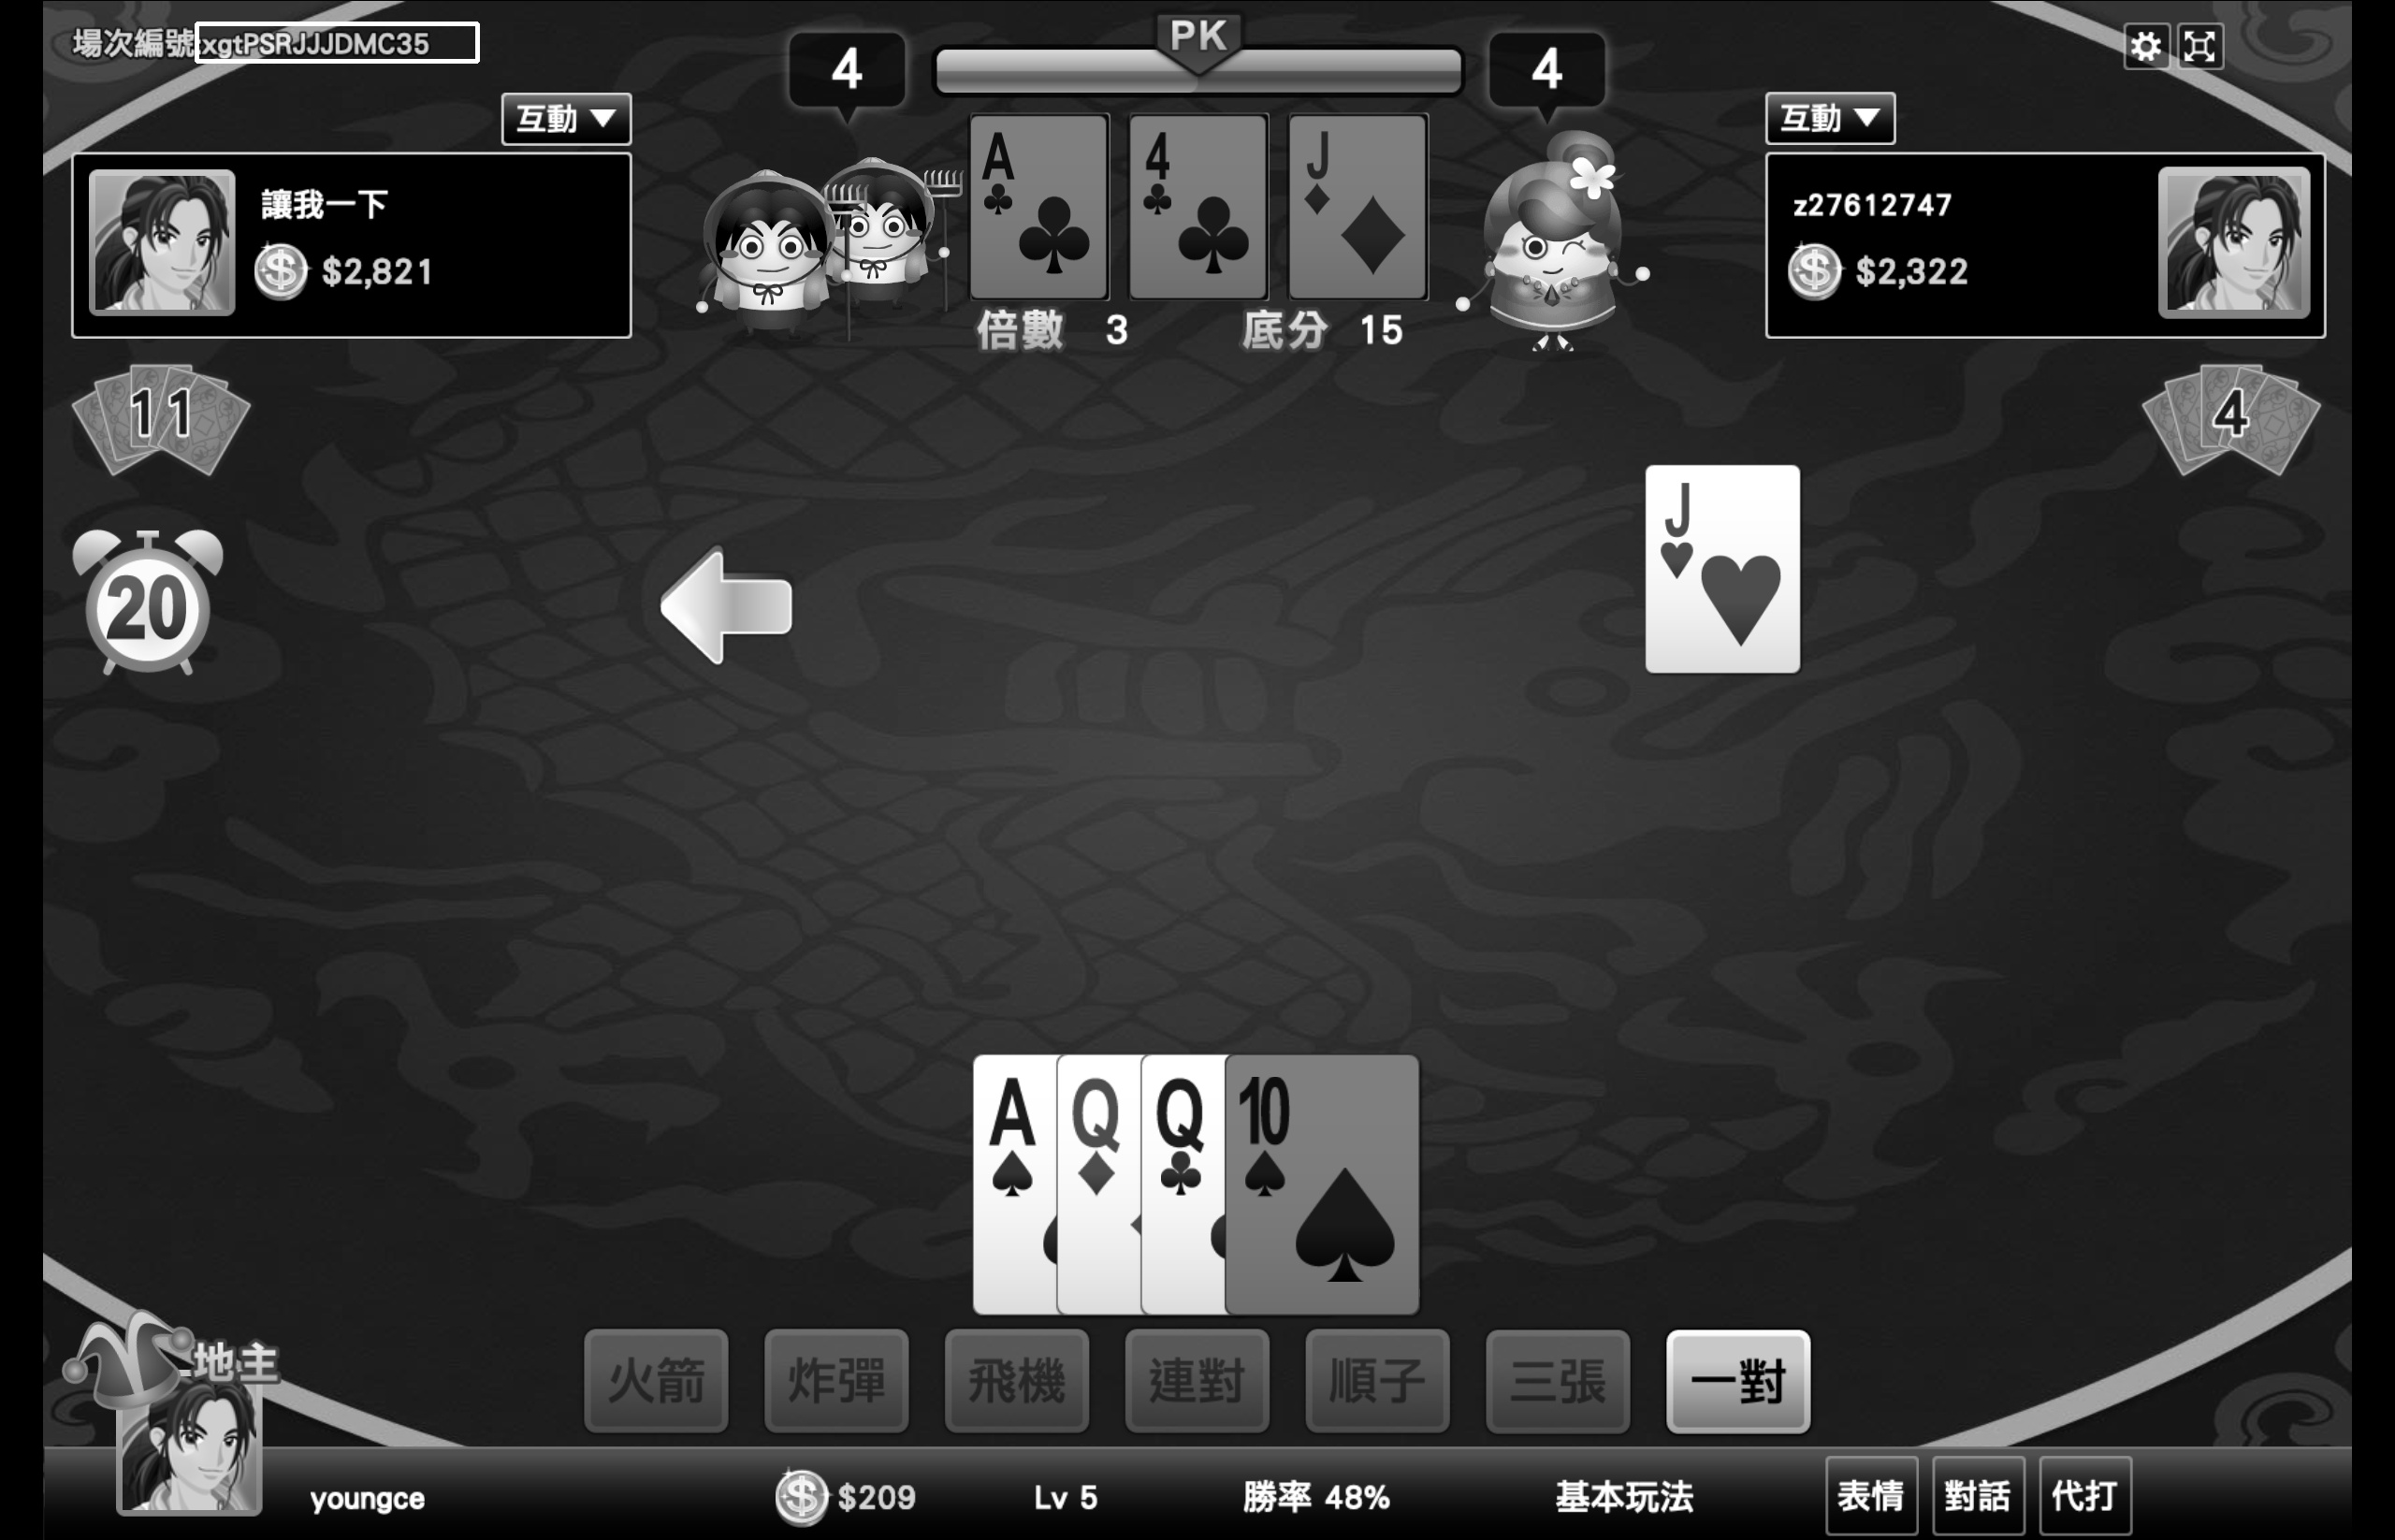 場次編號:xgtPSRJJJDMC35
4
PK
4
互動
互動
讓我一下
$2,821
A
4
J
z27612747
$2,322
倍數 3
底分 15
11
4
20
J
A
Q
Q
10
地主
火箭
炸彈
飛機
連對
順子
三張
一對
youngce
$209
Lv 5
勝率 48%
基本玩法
表情
對話
代打